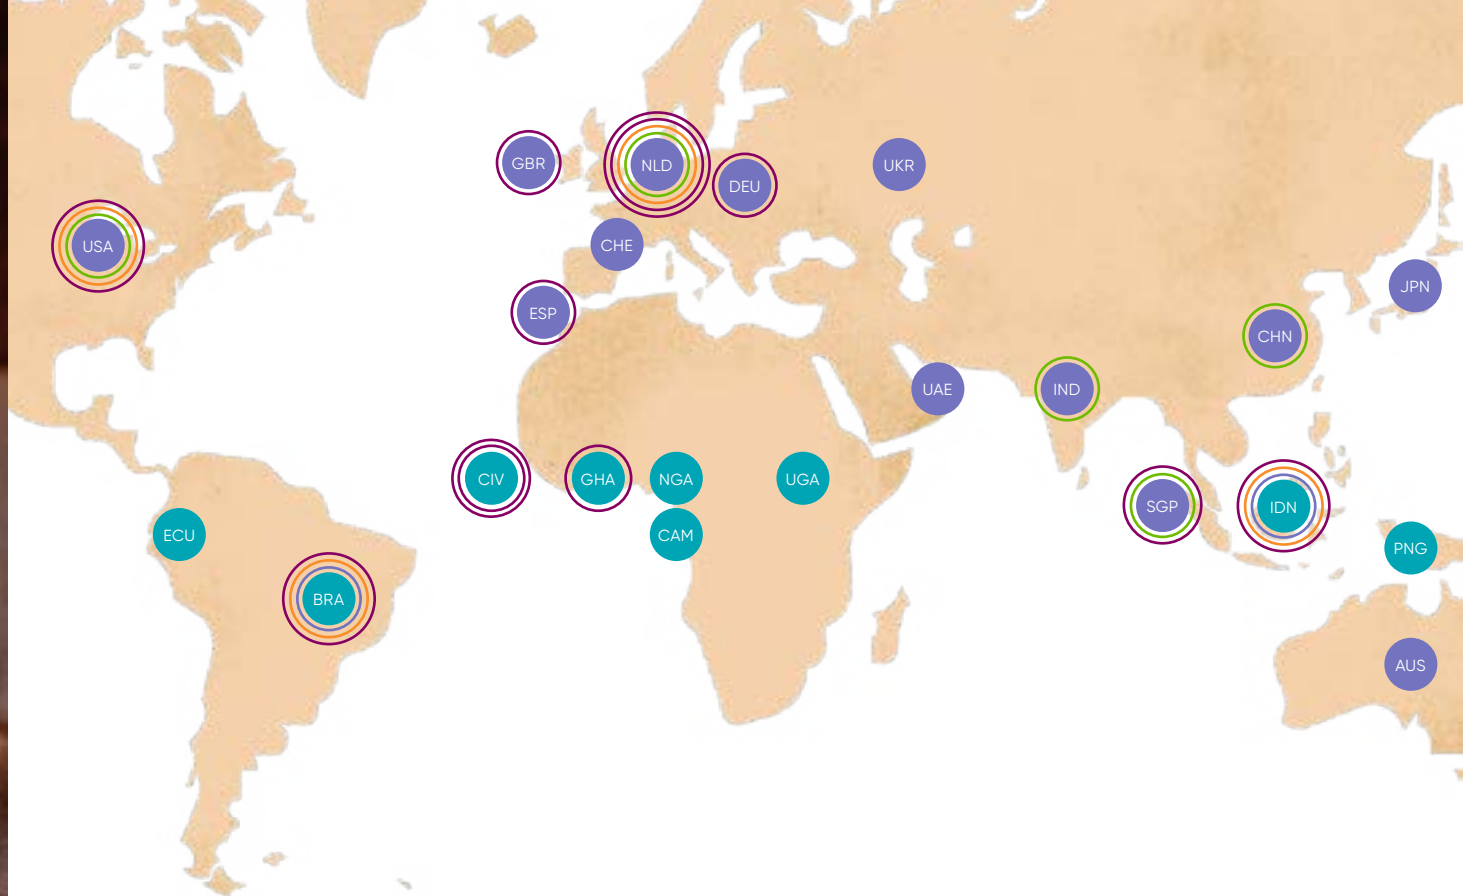 GBR
NLD
DEU
UKR
USA
CHE
JPN
ESP
CHN
UAE
IND
CIV
GHA
NGA
UGA
SGP
IDN
ECU
CAM
PNG
BRA
AUS